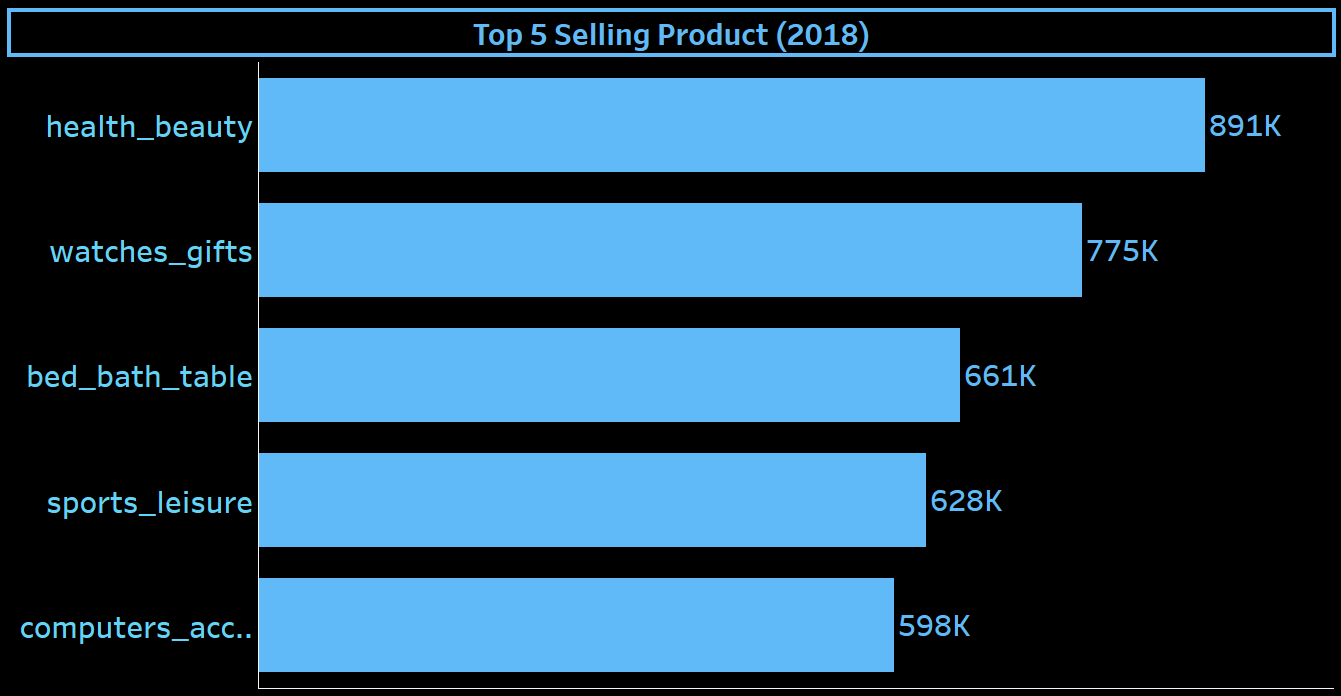 Top 5 Selling Product (2018)
health_beauty 891K
watches_gifts 775K
bed_bath_table 661K
sports_leisure 628K
computers_acc.. 598K